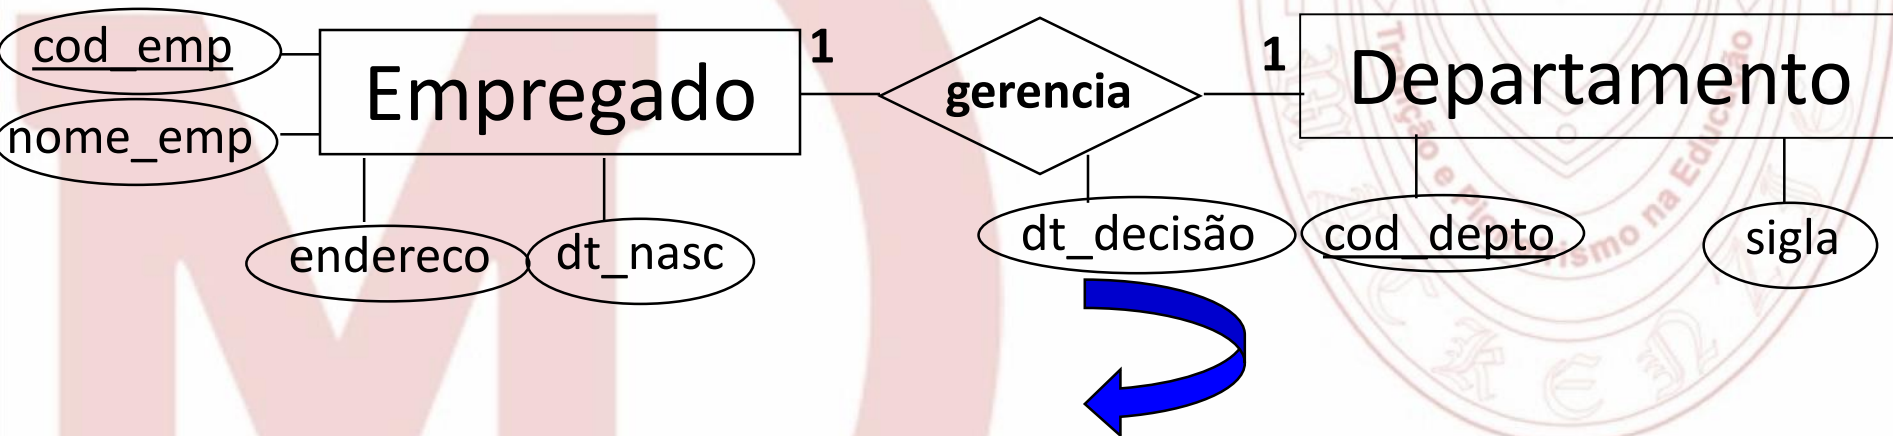 cod_emp
nome_emp
Empregado
1
gerencia
1
Departamento
endereco
dt_nasc
dt_decisão
cod_depto
sigla